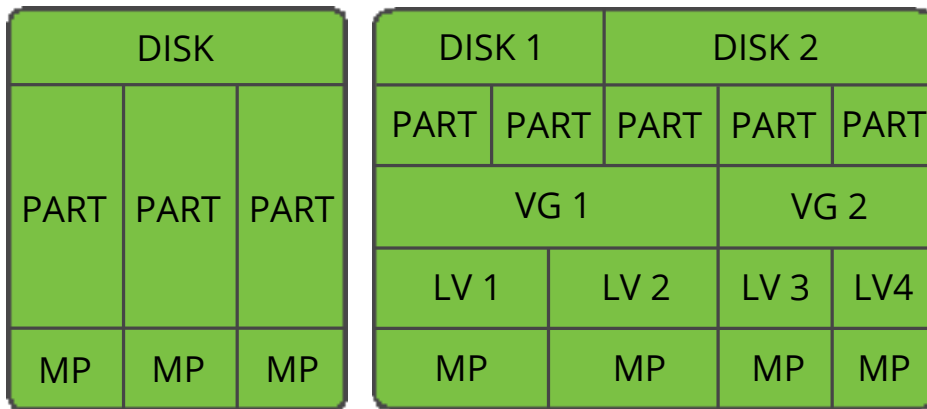 DISK
PART PART PART
MP MP MP
DISK 1 DISK 2
PART PART PART PART PART
VG 1 VG 2
LV 1 LV 2 LV 3 LV4
MP MP MP MP